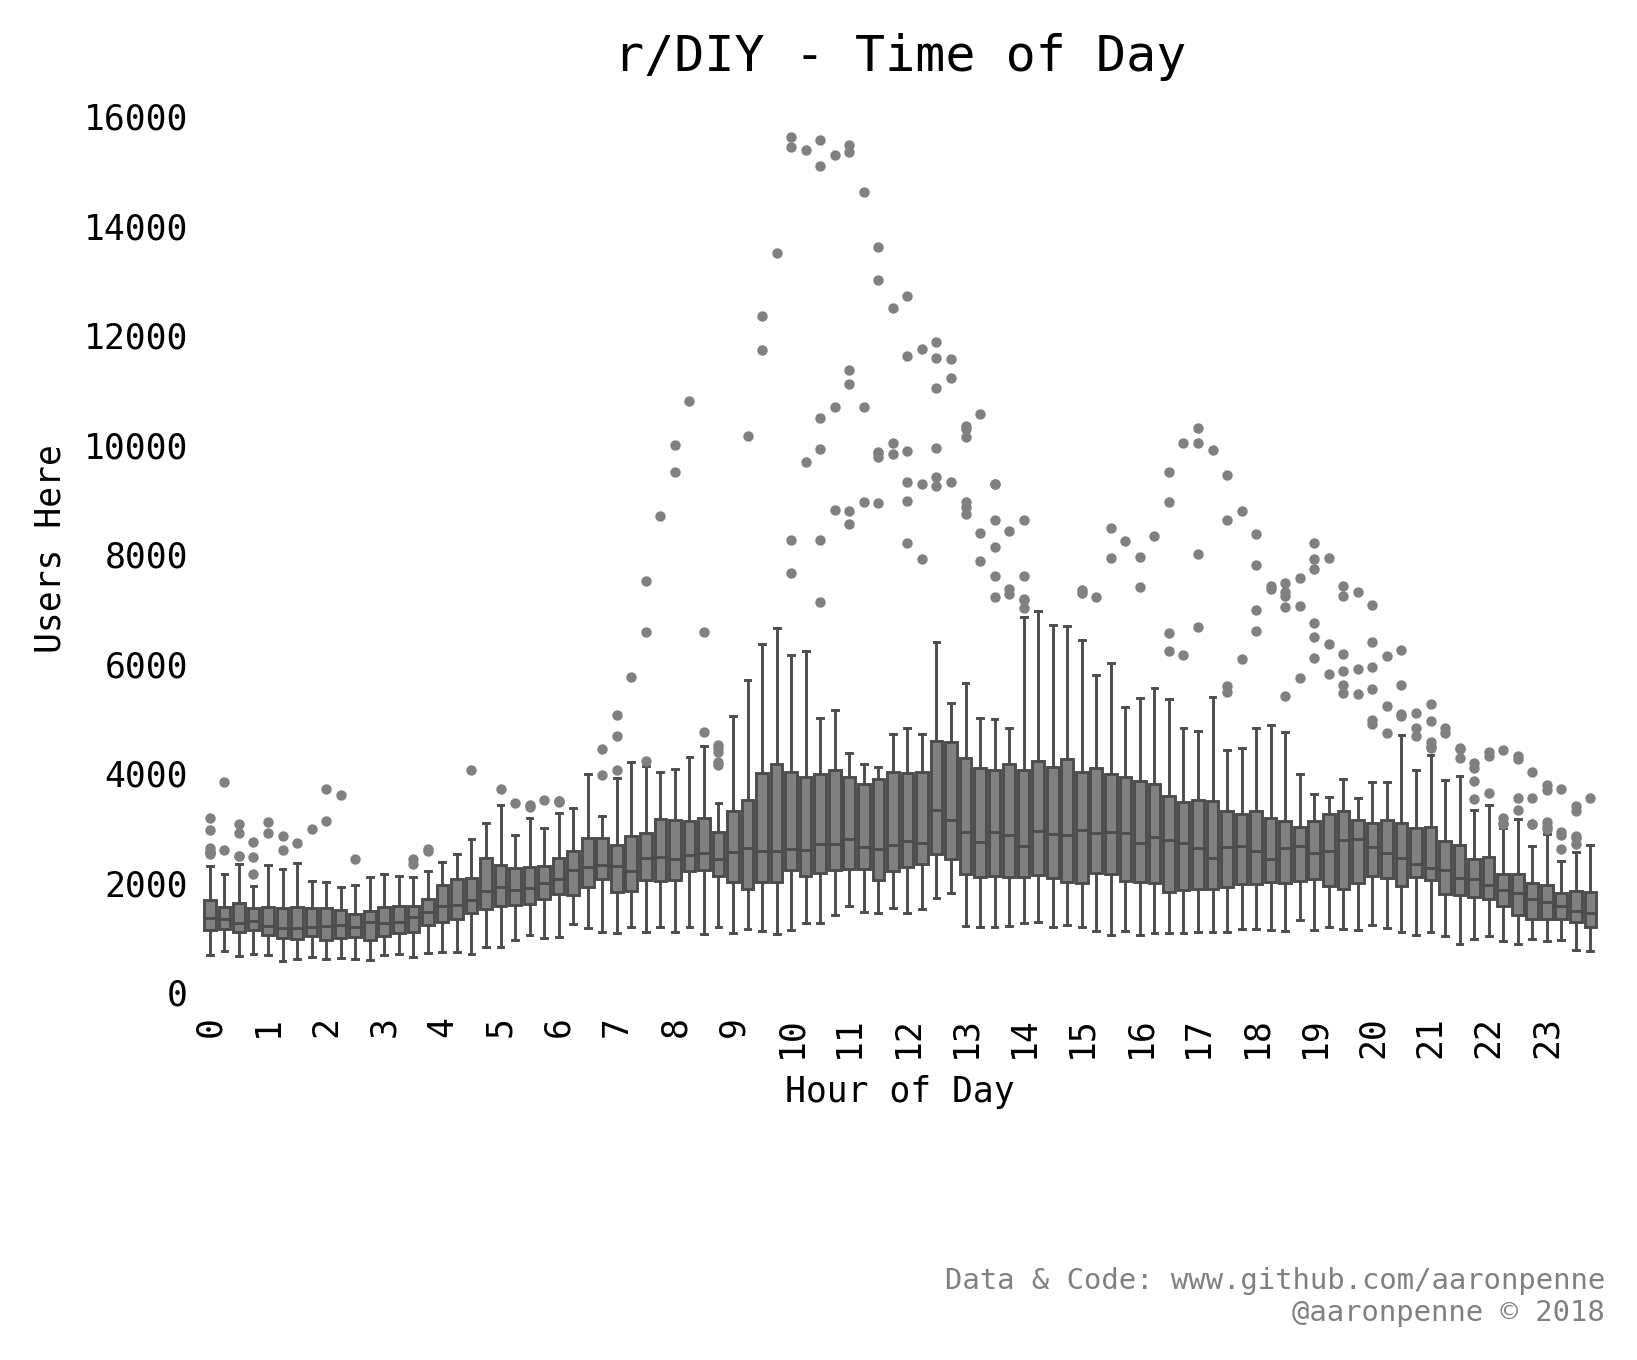 r/DIY - Time of Day
16000
14000
12000
10000
8000
6000
4000
2000
0
Users Here
0 1 2 3 4 5 6 7 8 9 10 11 12 13 14 15 16 17 18 19 20 21 22 23
Hour of Day
Data & Code: www.github.com/aaronpenne
@aaronpenne © 2018